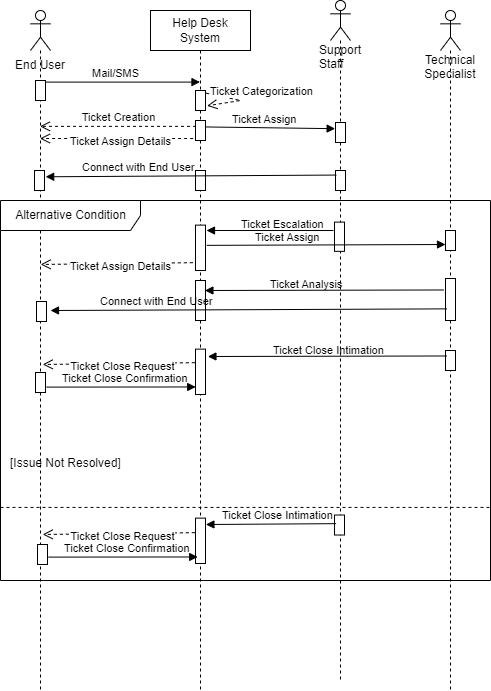 Help Desk
System
End User
Support
Staff
Technical
Specialist
Mail/SMS
Ticket Categorization
Ticket Creation
Ticket Assign
Ticket Assign Details
Connect with End User
Alternative Condition
Ticket Escalation
Ticket Assign
Ticket Assign Details
Ticket Analysis
Connect with End User
Ticket Close Intimation
Ticket Close Request
Ticket Close Confirmation
[Issue Not Resolved]
Ticket Close Intimation
Ticket Close Request
Ticket Close Confirmation